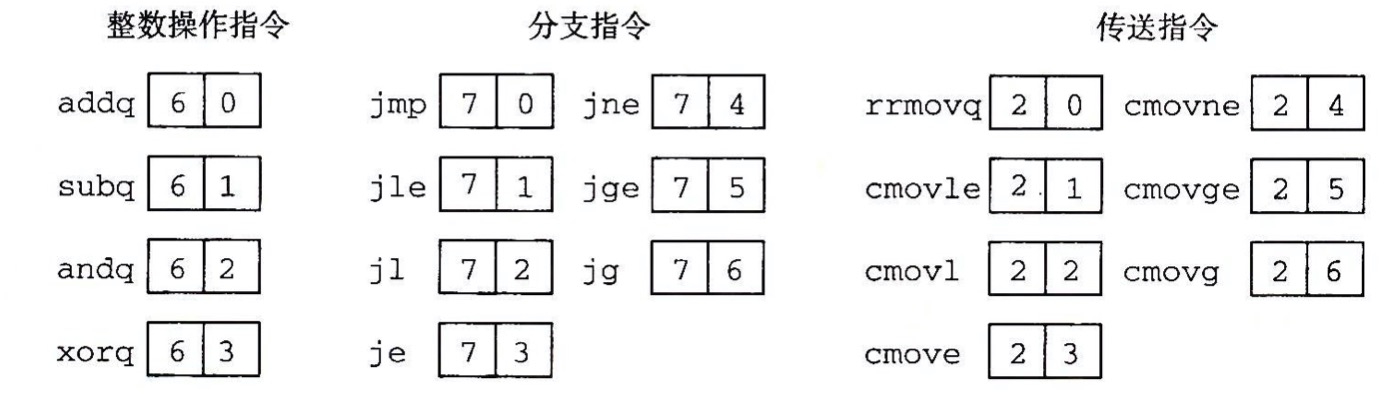 整数操作指令 分支指令 传送指令
addq 6 0 jmp 7 0 jne 7 4 rrmovq 2 0 cmovne 2 4
subq 6 1 jle 7 1 jge 7 5 cmovle 2 1 cmovge 2 5
andq 6 2 jl 7 2 jg 7 6 cmovl 2 2 cmovg 2 6
xorq 6 3 je 7 3 cmove 2 3